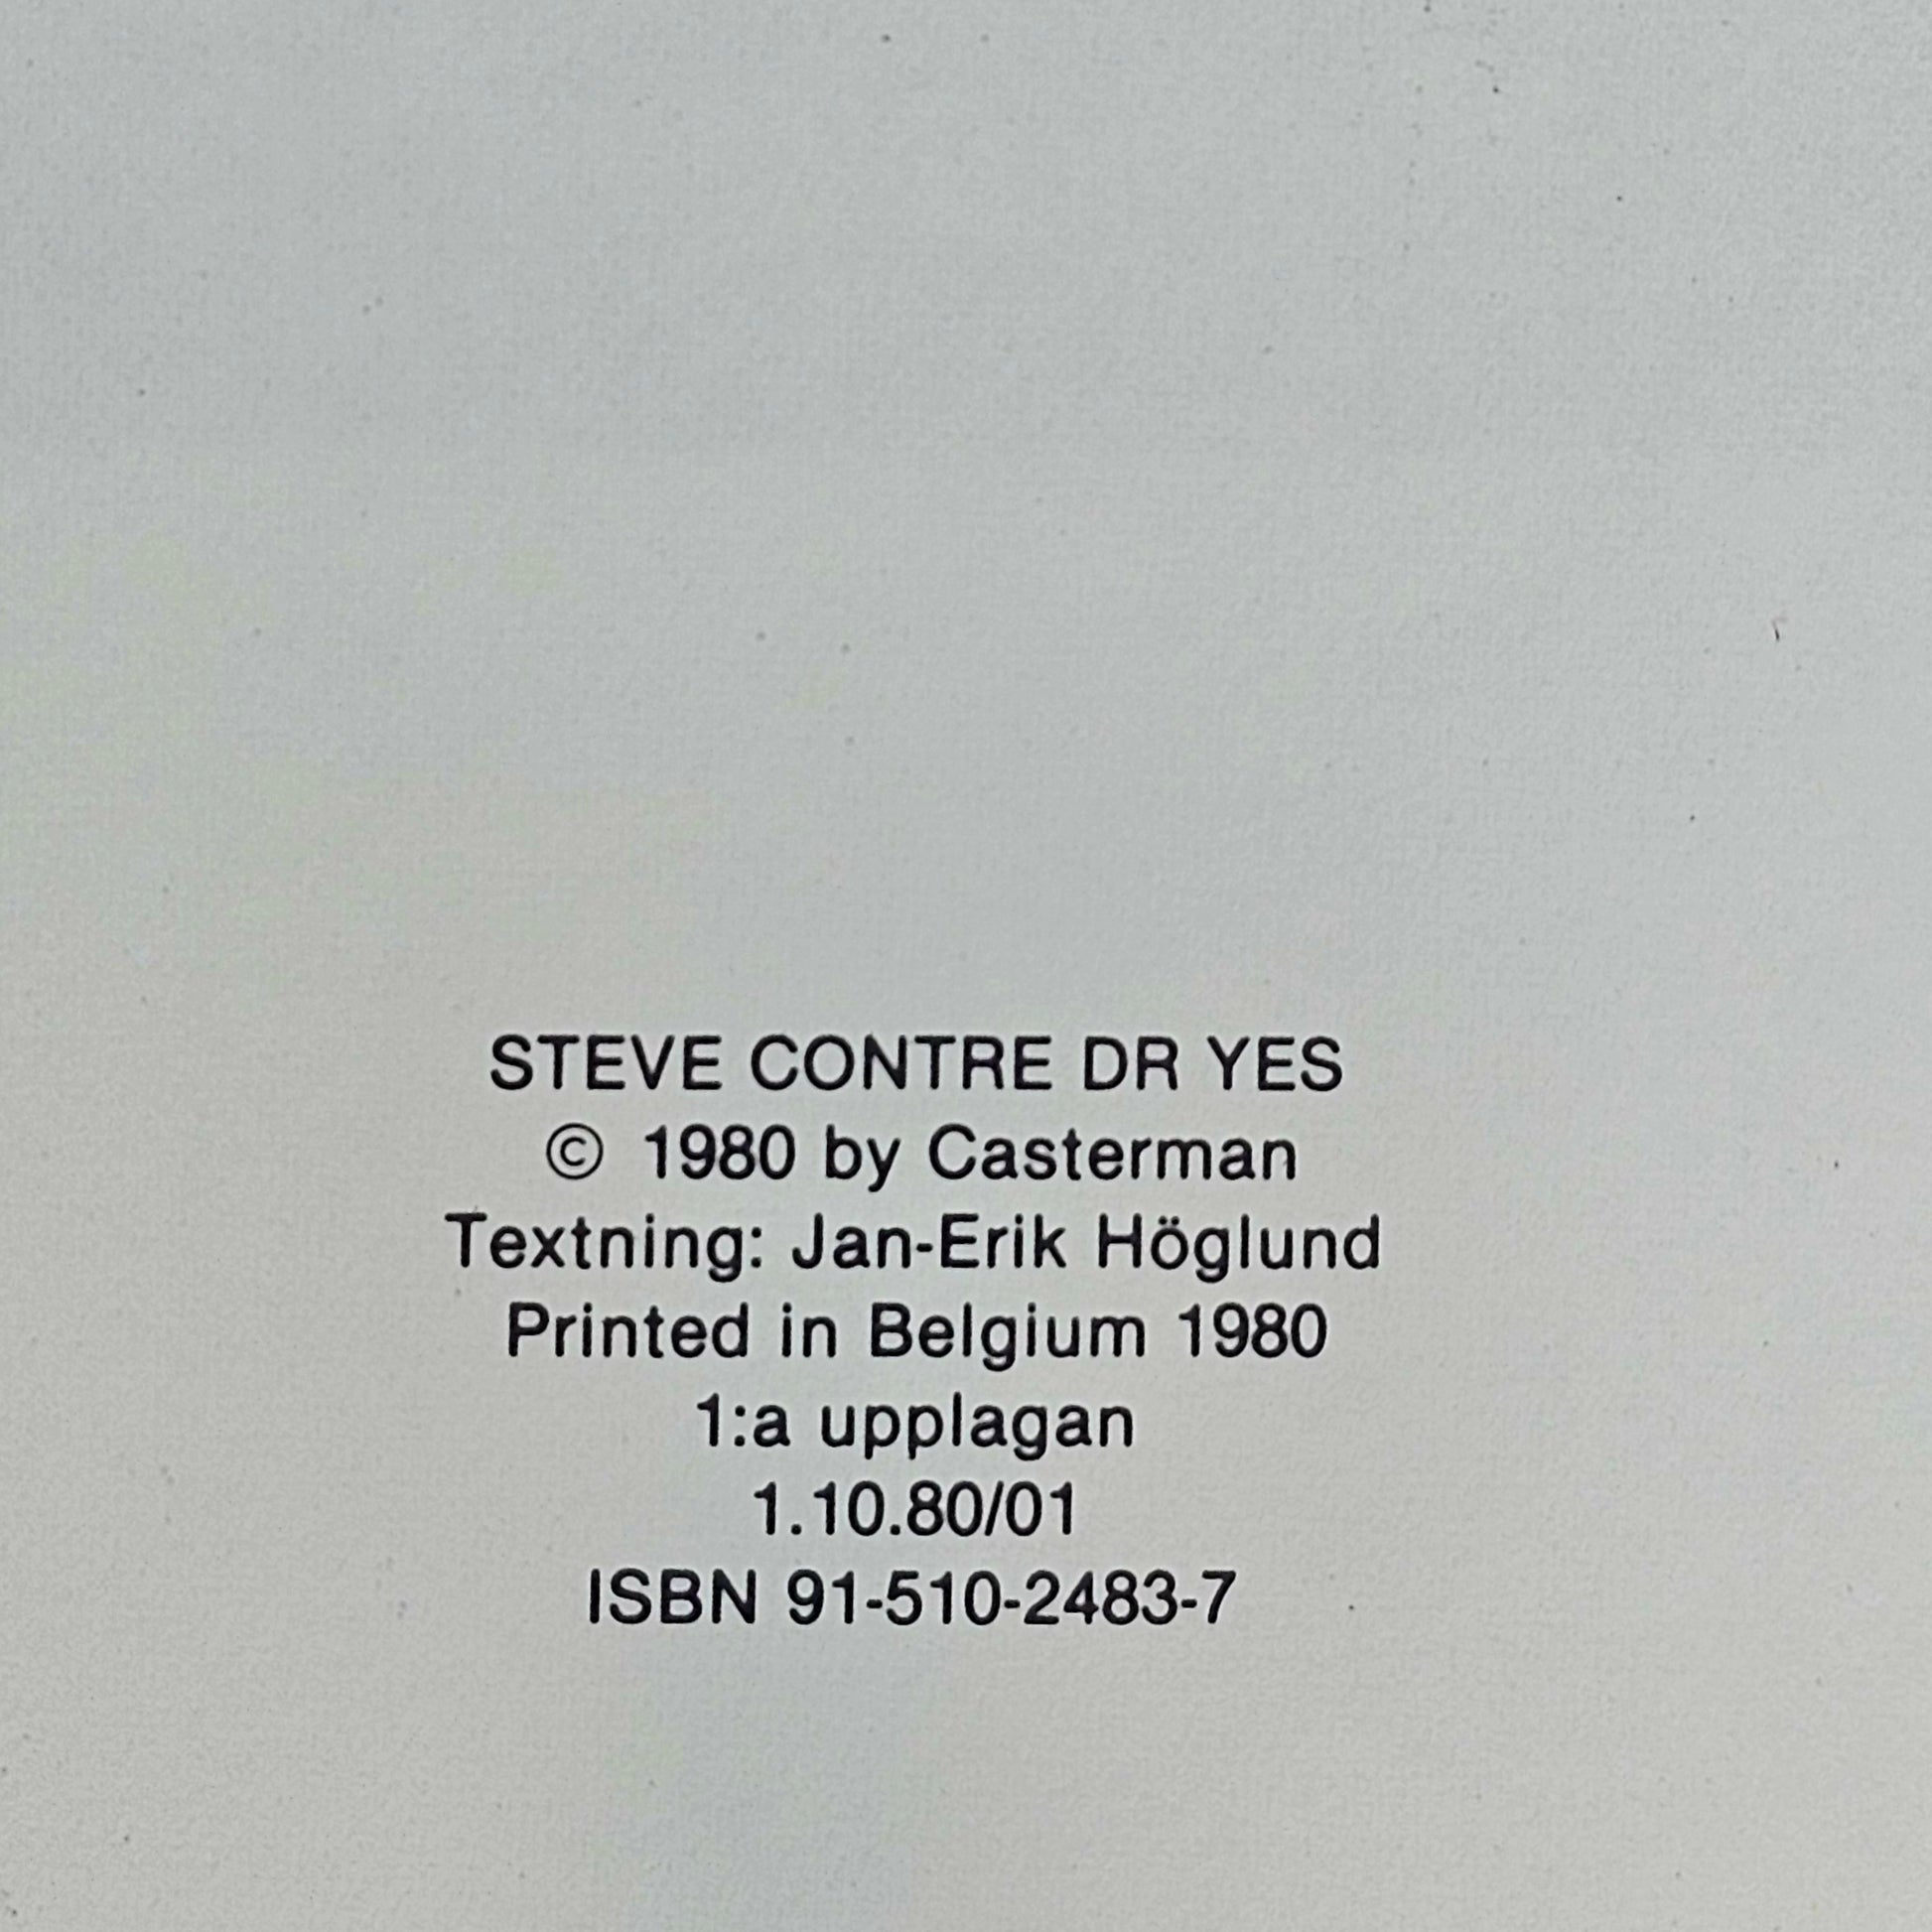 STEVE CONTRE DR YES
© 1980 by Casterman
Textning: Jan-Erik Höglund
Printed in Belgium 1980
1:a upplagan
1.10.80/01
ISBN 91-510-2483-7